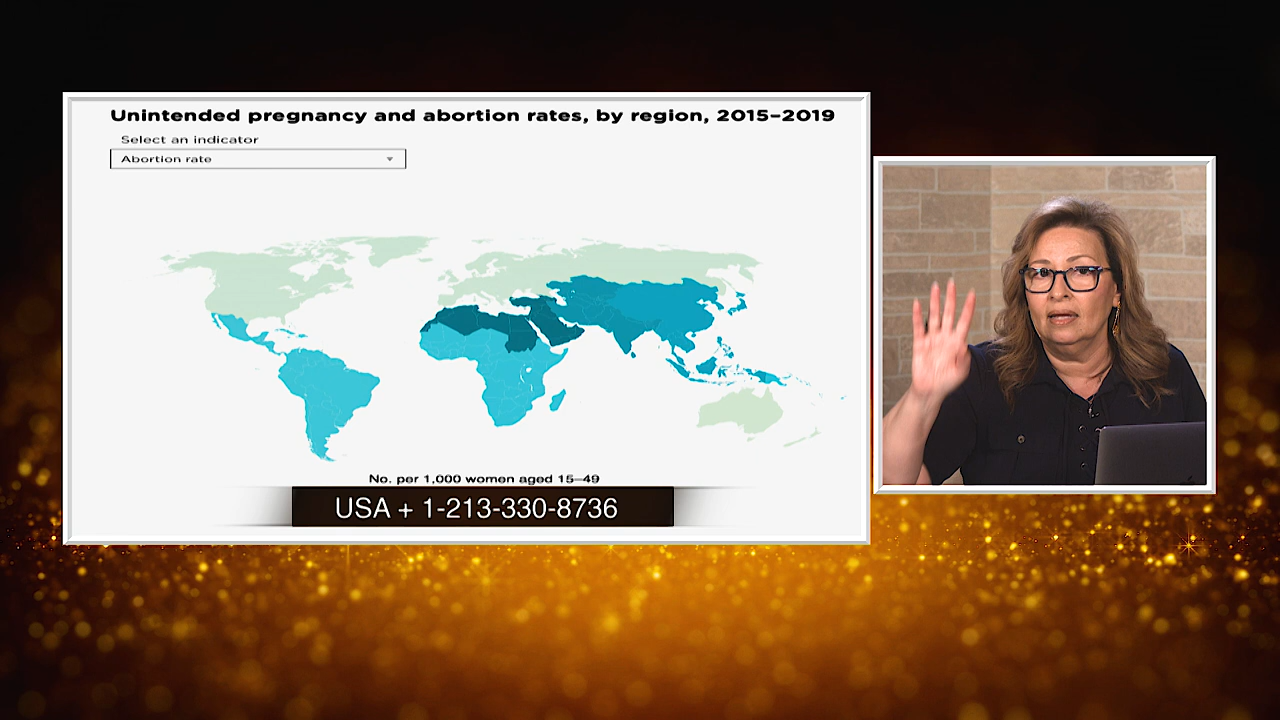 Unintended pregnancy and abortion rates, by region, 2015–2019
Select an indicator
Abortion rate
No. per 1,000 women aged 15–49
USA + 1-213-330-8736